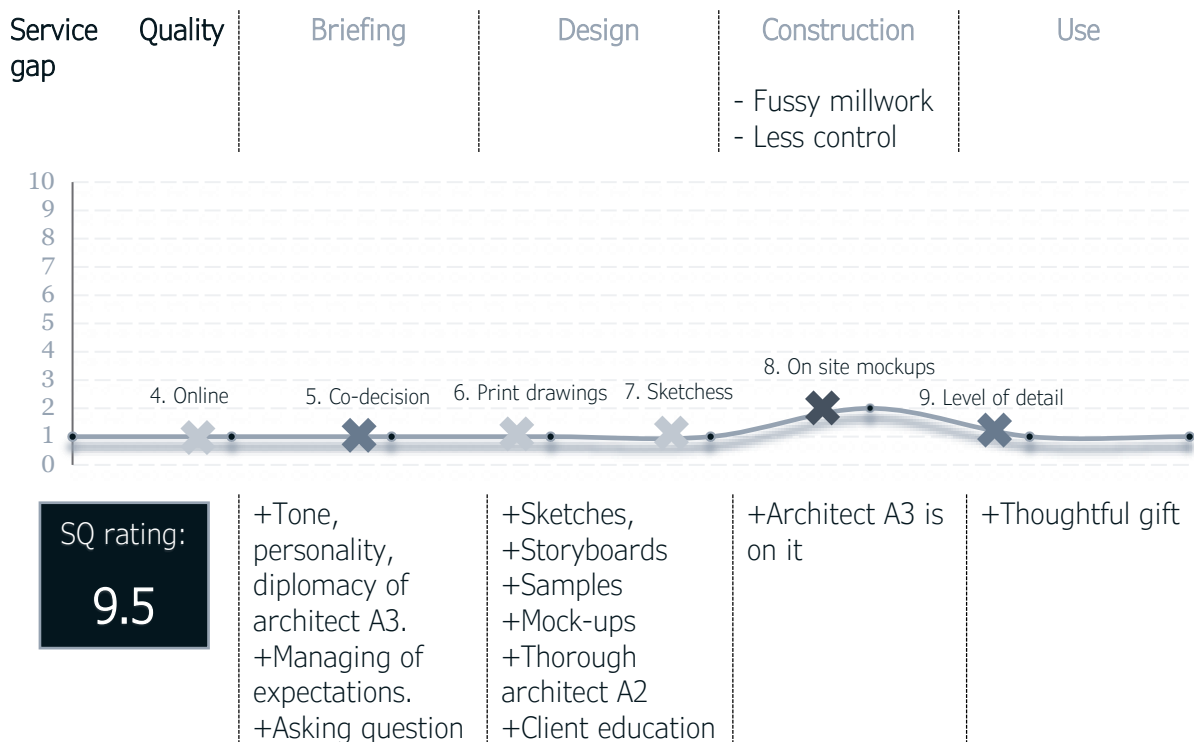 Service Quality
gap
Briefing
Design
Construction
Use
- Fussy millwork
- Less control
10
9
8
7
6
5
4
3
2
1
0
4. Online
5. Co-decision
6. Print drawings
7. Sketchess
8. On site mockups
9. Level of detail
SQ rating:
9.5
+Tone,
personality,
diplomacy of
architect A3.
+Managing of
expectations.
+Asking question
+Sketches,
+Storyboards
+Samples
+Mock-ups
+Thorough
architect A2
+Client education
+Architect A3 is
on it
+Thoughtful gift